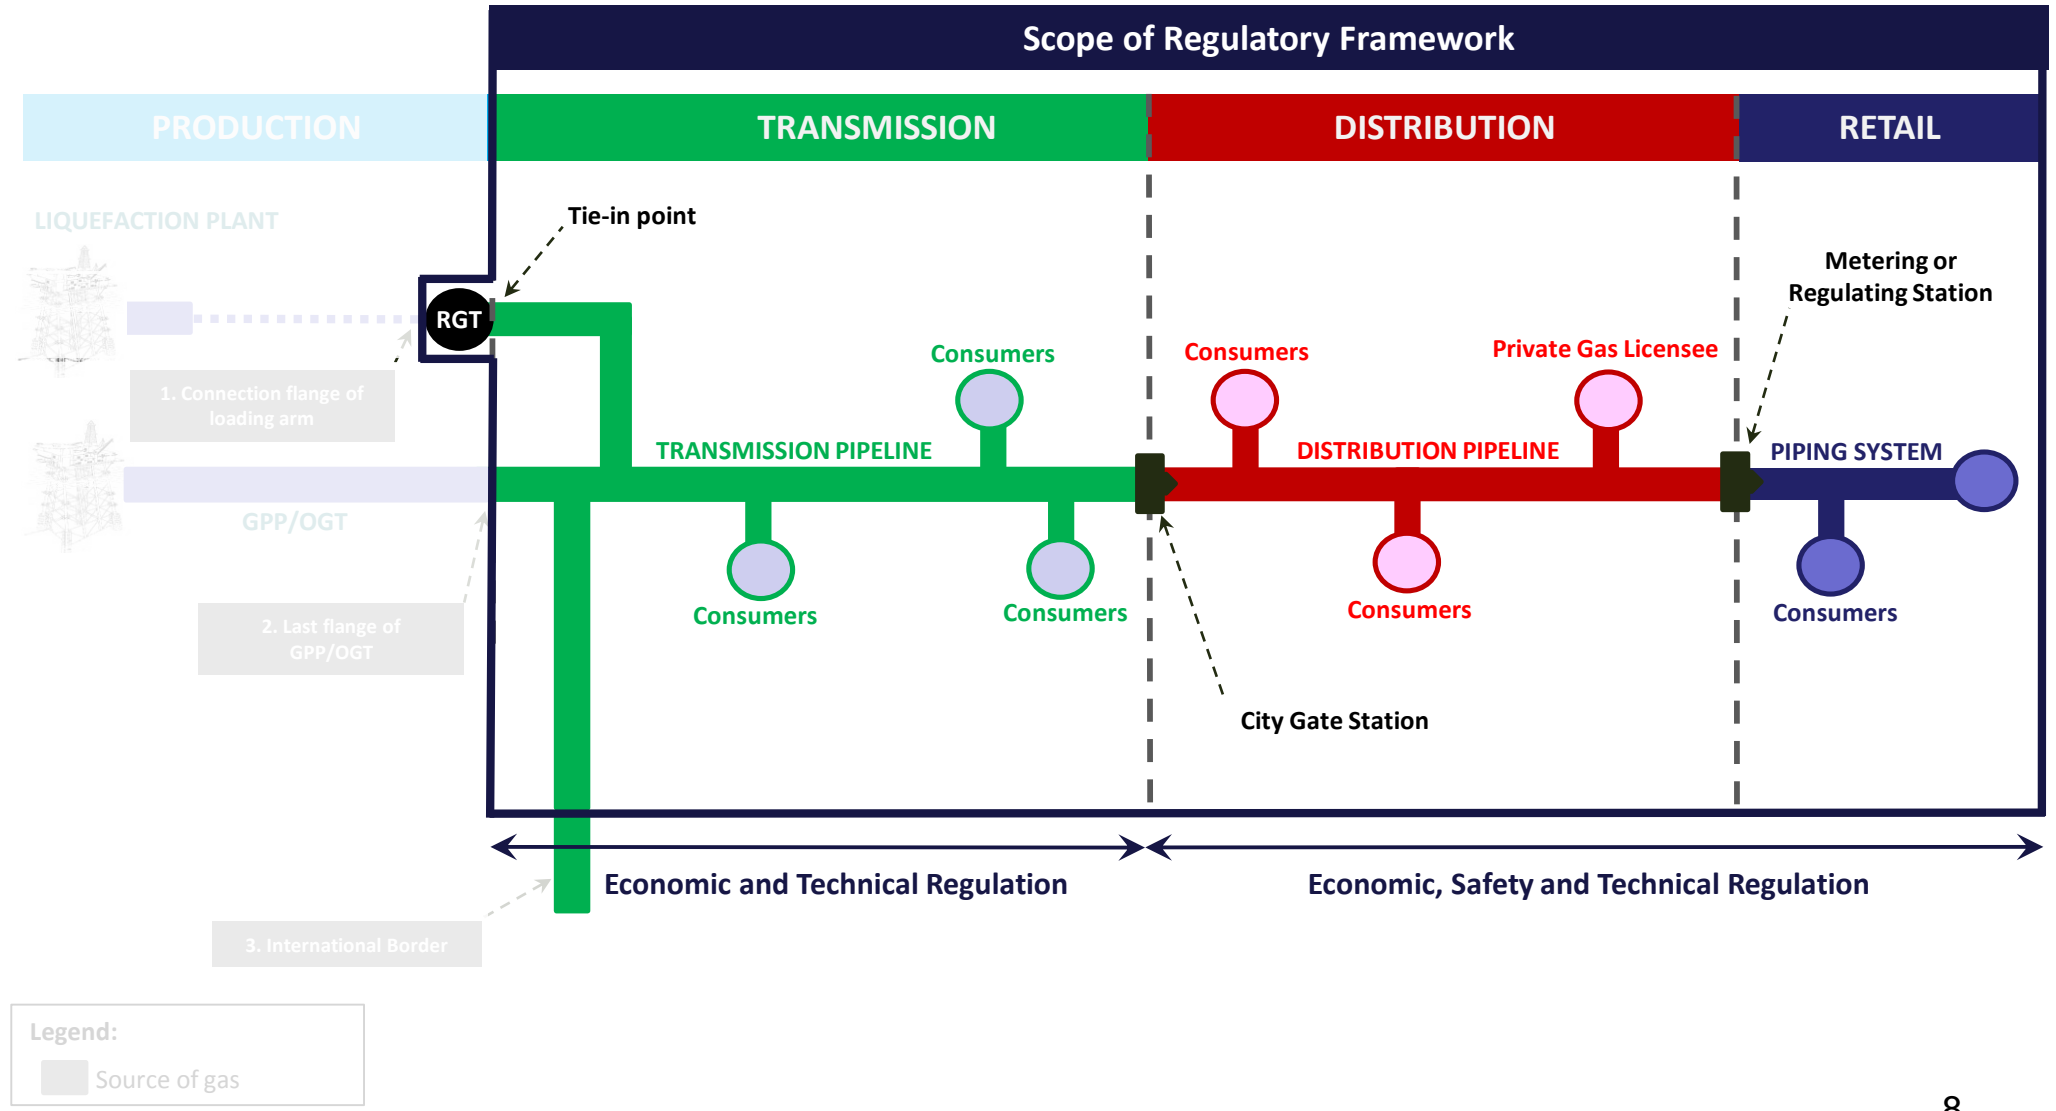 Scope of Regulatory Framework
PRODUCTION
TRANSMISSION
DISTRIBUTION
RETAIL
LIQUEFACTION PLANT
Tie-in point
Metering or
Regulating Station
RGT
Consumers
Consumers
Private Gas Licensee
1. Connection flange of
loading arm
TRANSMISSION PIPELINE
DISTRIBUTION PIPELINE
PIPING SYSTEM
GPP/OGT
Consumers
Consumers
Consumers
Consumers
2. Last flange of
GPP/OGT
City Gate Station
Economic and Technical Regulation
Economic, Safety and Technical Regulation
3. International Border
Legend:
Source of gas
8